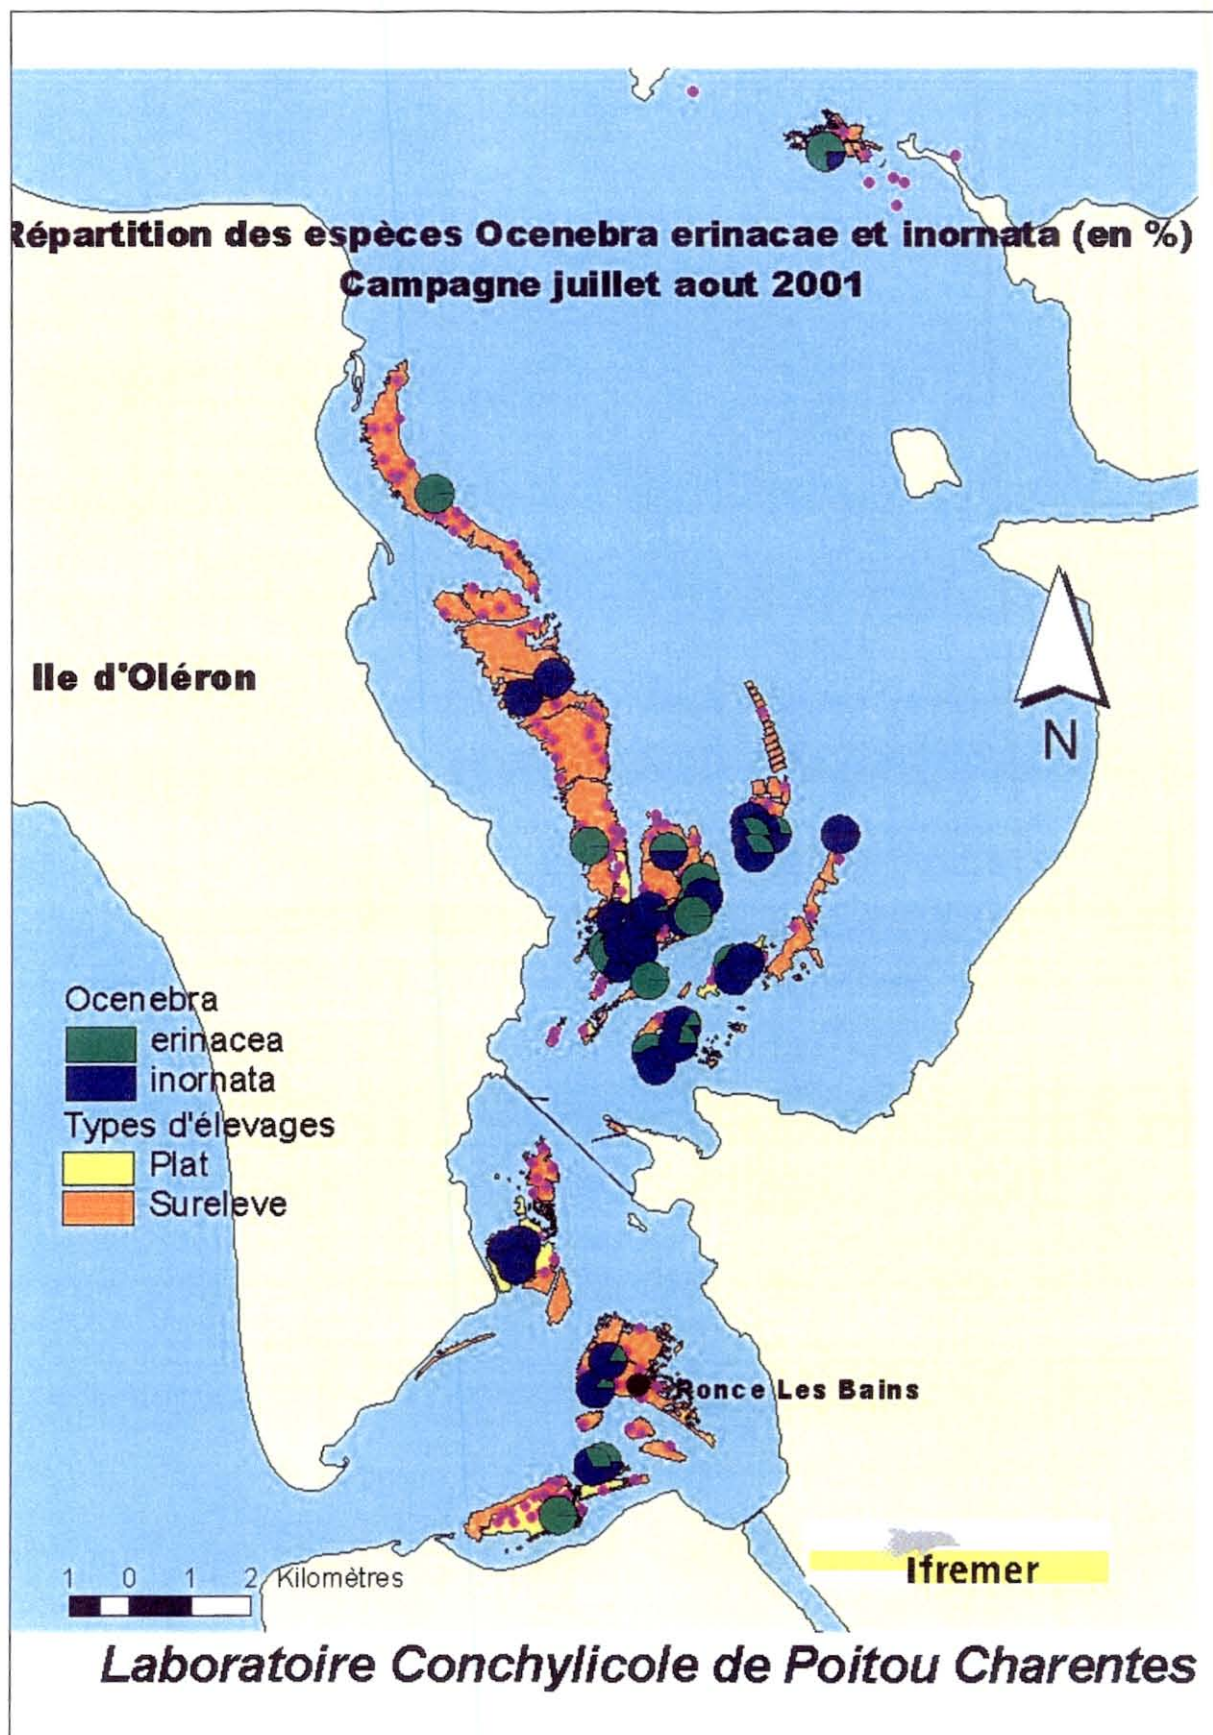 Répartition des espèces Ocenebra erinacae et inornata (en %)
Campagne juillet aout 2001
Ile d'Oléron
N
Ocenebra
erinacea
inornata
Types d'élevages
Plat
Sureleve
Ronce Les Bains
1 0 1 2 Kilomètres
Ifremer
Laboratoire Conchylicole de Poitou Charentes